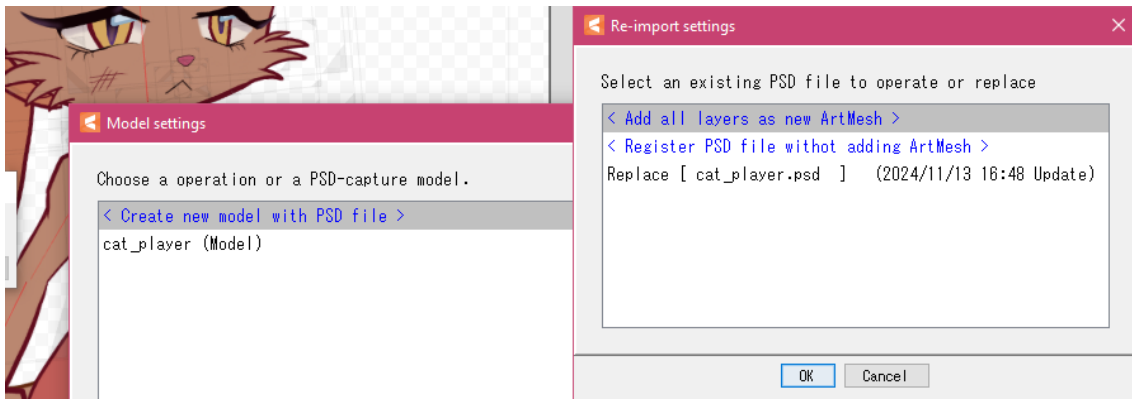 Model settings
Choose a operation or a PSD-capture model.
< Create new model with PSD file >
cat_player (Model)
Re-import settings
Select an existing PSD file to operate or replace
< Add all layers as new ArtMesh >
< Register PSD file withot adding ArtMesh >
Replace [ cat_player.psd ] (2024/11/13 16:48 Update)
OK Cancel